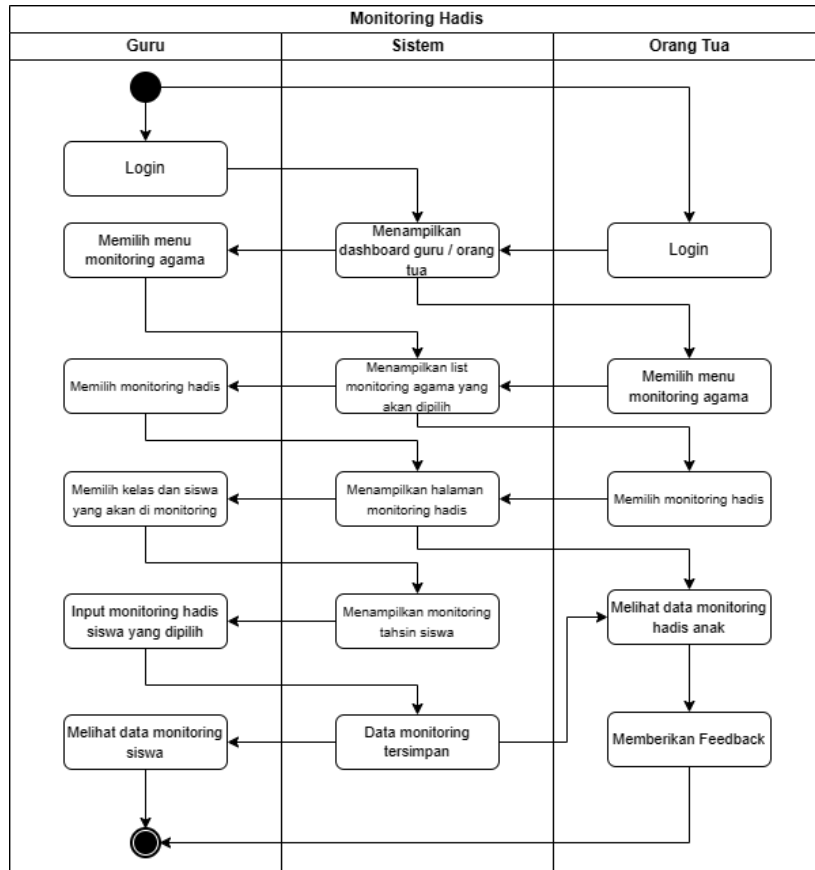 Monitoring Hadis
Guru
Sistem
Orang Tua
Login
Memilih menu
monitoring agama
Menampilkan
dashboard guru / orang
tua
Login
Memilih monitoring hadis
Menampilkan list
monitoring agama yang
akan dipilih
Memilih menu
monitoring agama
Memilih kelas dan siswa
yang akan di monitoring
Menampilkan halaman
monitoring hadis
Memilih monitoring hadis
Input monitoring hadis
siswa yang dipilih
Menampilkan monitoring
tahsin siswa
Melihat data monitoring
hadis anak
Melihat data monitoring
siswa
Data monitoring
tersimpan
Memberikan Feedback